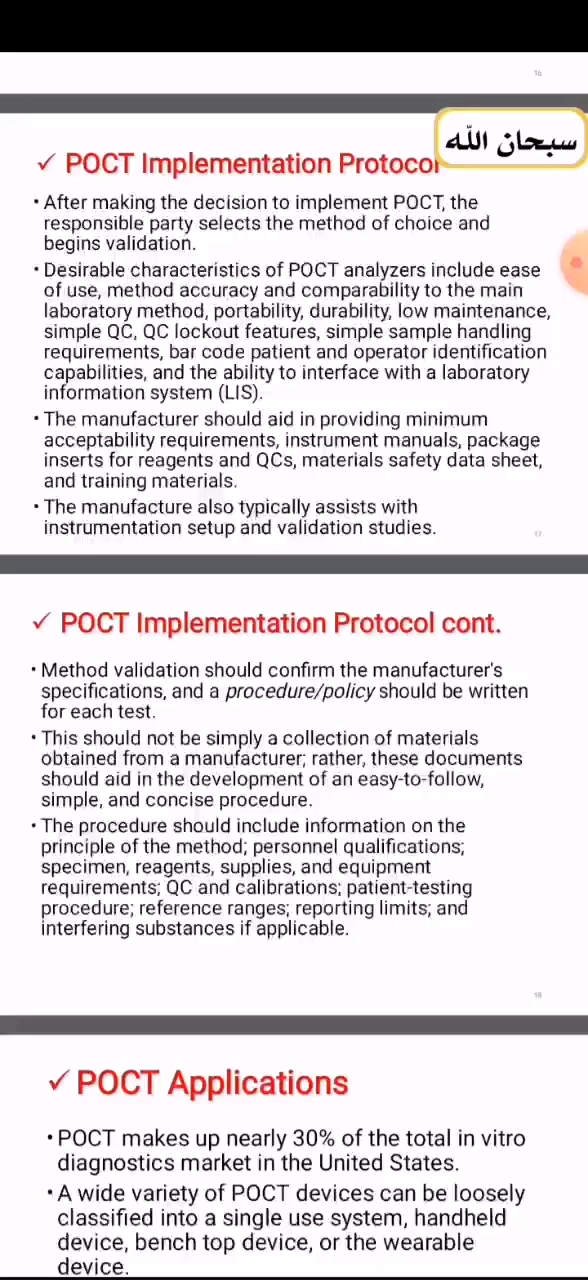 16
سبحان الله
✓ POCT Implementation Protocol
• After making the decision to implement POCT, the
responsible party selects the method of choice and
begins validation.
• Desirable characteristics of POCT analyzers include ease
of use, method accuracy and comparability to the main
laboratory method, portability, durability, low maintenance,
simple QC, QC lockout features, simple sample handling
requirements, bar code patient and operator identification
capabilities, and the ability to interface with a laboratory
information system (LIS).
• The manufacturer should aid in providing minimum
acceptability requirements, instrument manuals, package
inserts for reagents and QCs, materials safety data sheet,
and training materials.
• The manufacture also typically assists with
instrumentation setup and validation studies.
17
✓ POCT Implementation Protocol cont.
• Method validation should confirm the manufacturer's
specifications, and a procedure/policy should be written
for each test.
• This should not be simply a collection of materials
obtained from a manufacturer; rather, these documents
should aid in the development of an easy-to-follow,
simple, and concise procedure.
• The procedure should include information on the
principle of the method; personnel qualifications;
specimen, reagents, supplies, and equipment
requirements; QC and calibrations; patient-testing
procedure; reference ranges; reporting limits; and
interfering substances if applicable.
18
✓ POCT Applications
• POCT makes up nearly 30% of the total in vitro
diagnostics market in the United States.
• A wide variety of POCT devices can be loosely
classified into a single use system, handheld
device, bench top device, or the wearable
device.